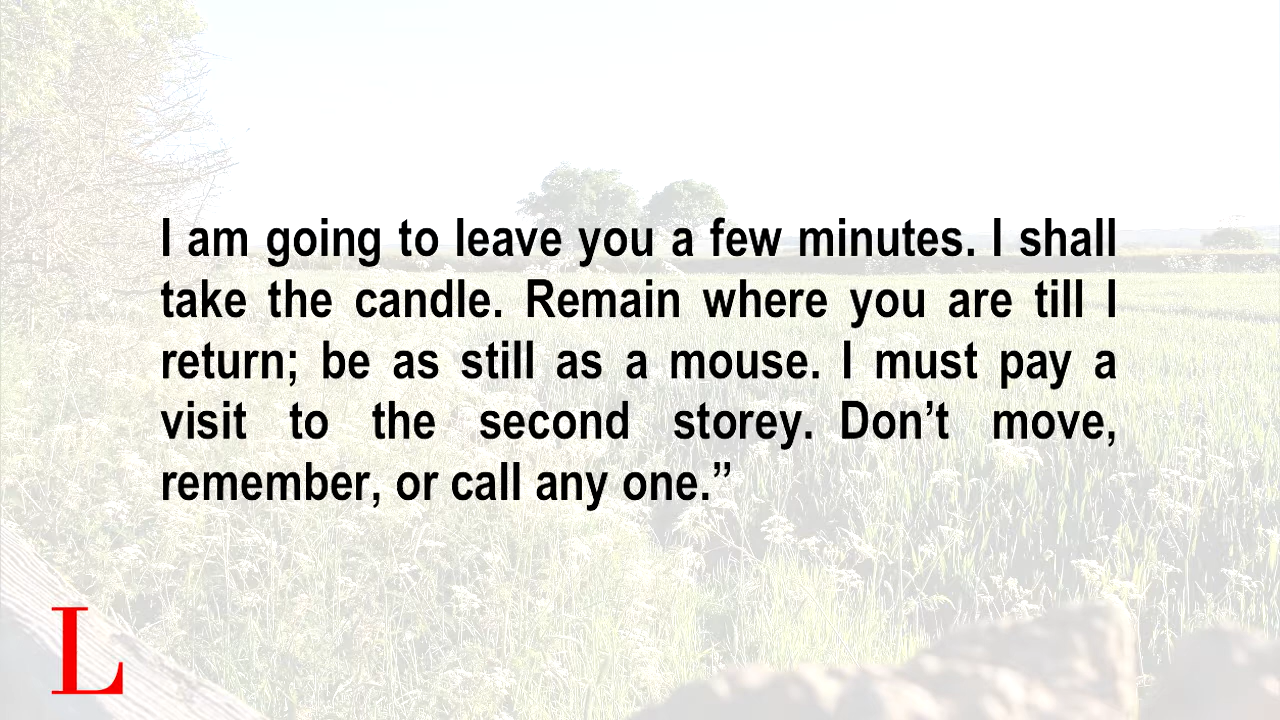 I am going to leave you a few minutes. I shall
take the candle. Remain where you are till I
return; be as still as a mouse. I must pay a
visit to the second storey. Don’t move,
remember, or call any one.”
L